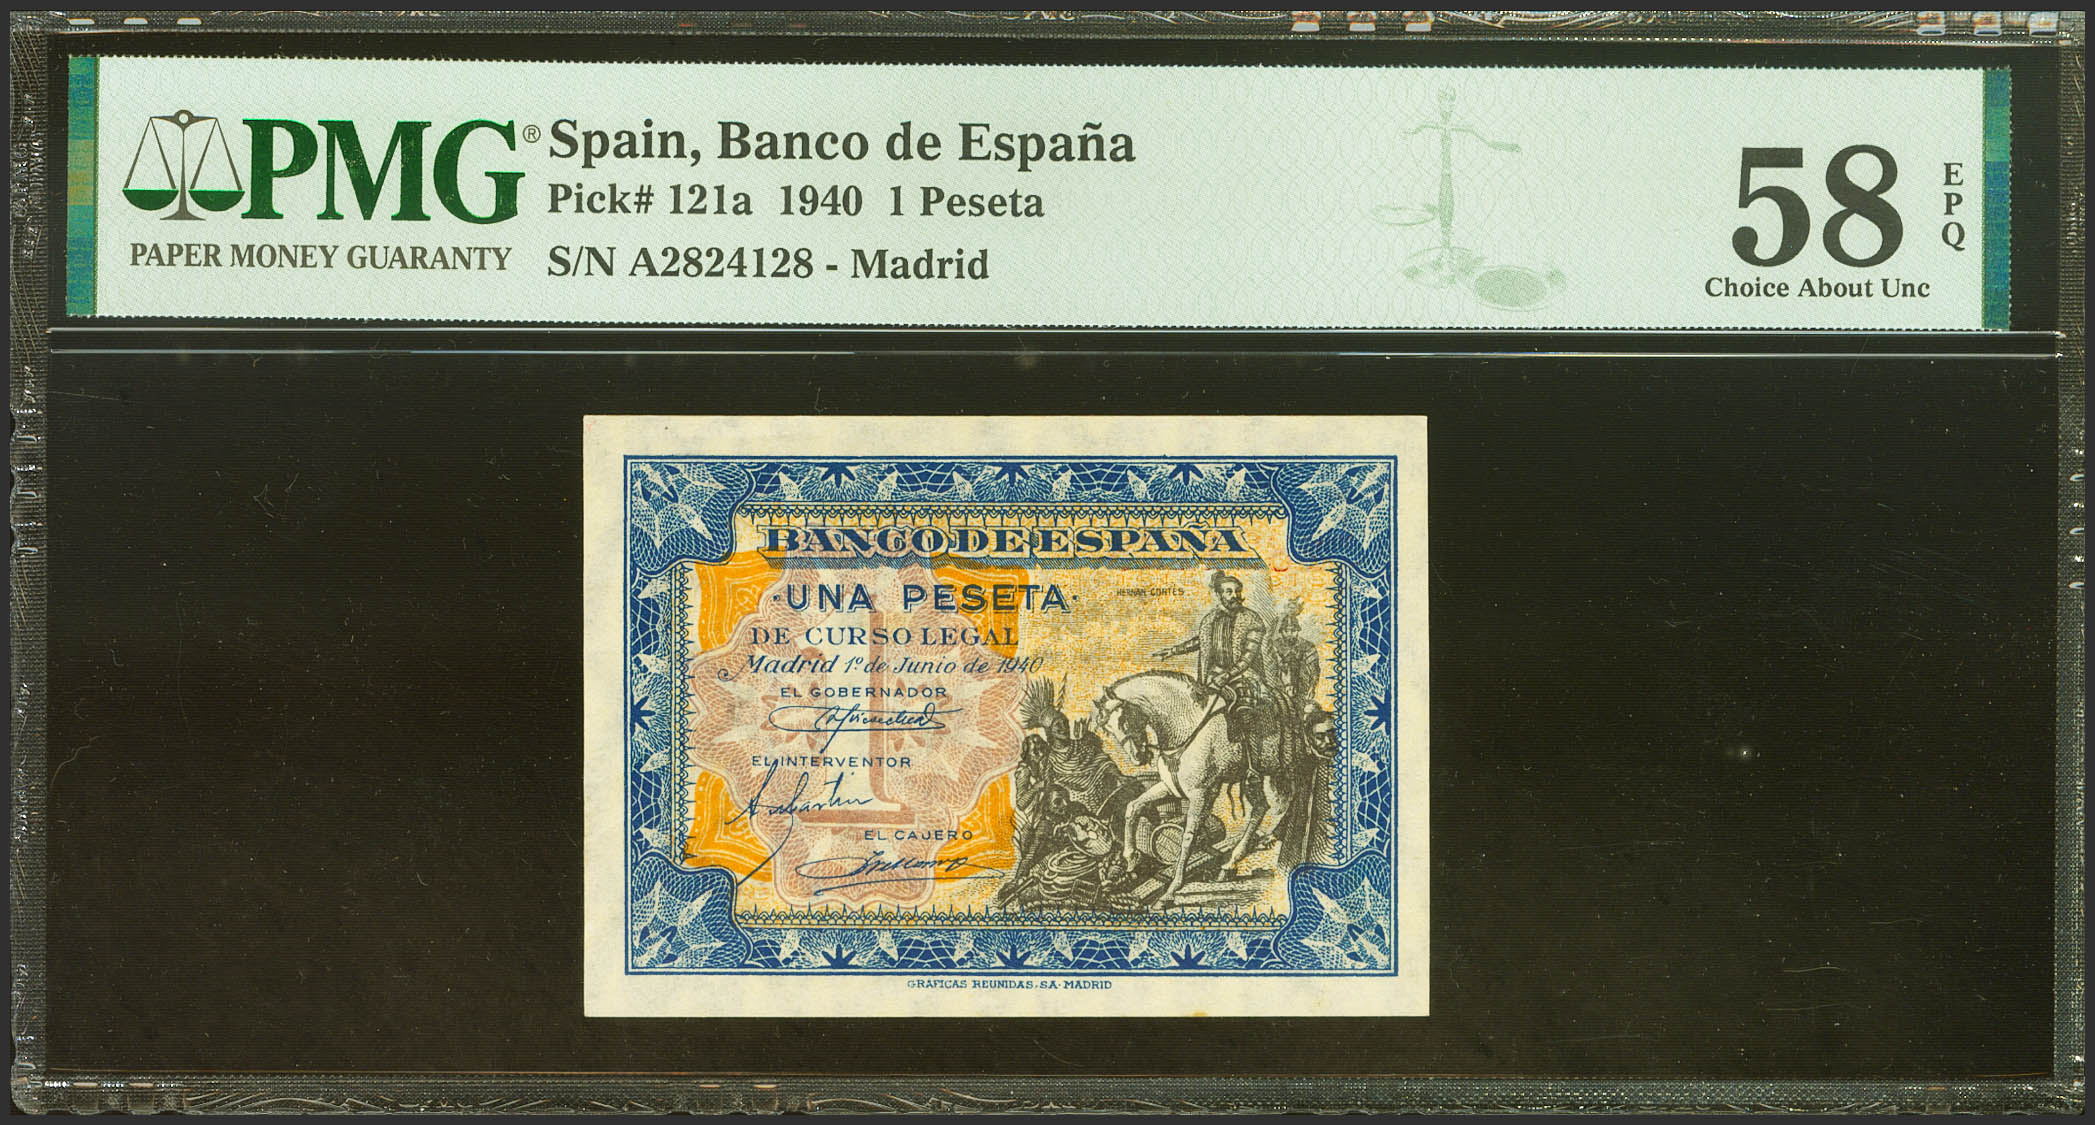 PMG®
PAPER MONEY GUARANTY
Spain, Banco de España
Pick# 121a 1940 1 Peseta
S/N A2824128 - Madrid
58
EPQ
Choice About Unc
BANCO DE ESPAÑA
·UNA PESETA·
HERNAN CORTES
DE CURSO LEGAL
Madrid 1º de Junio de 1940
EL GOBERNADOR
EL INTERVENTOR
EL CAJERO
1
GRAFICAS REUNIDAS, S.A. MADRID